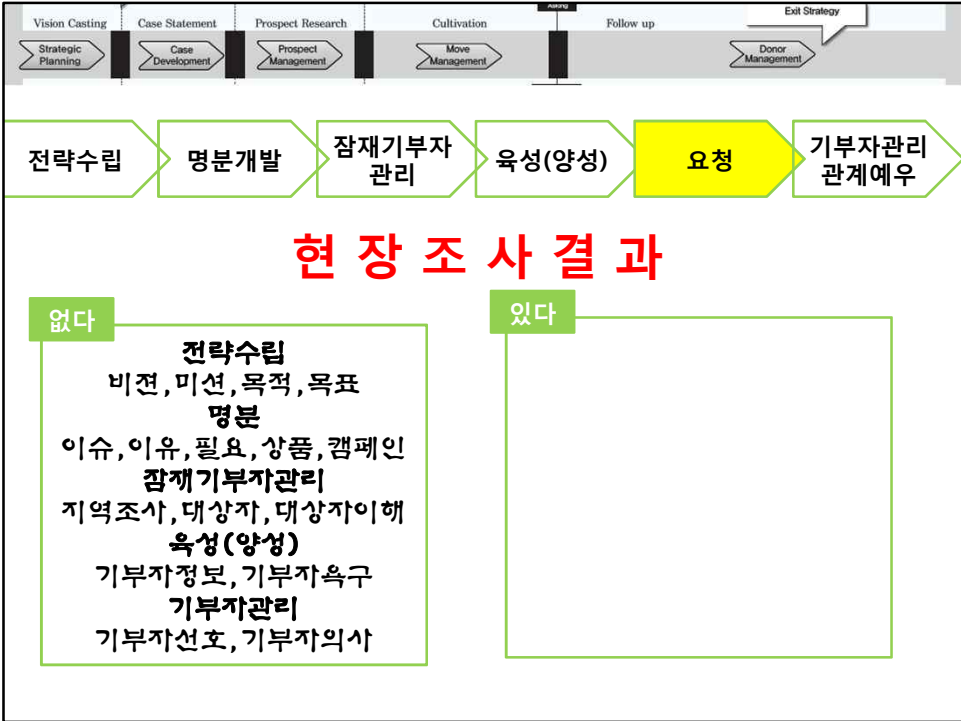 Vision Casting
Case Statement
Prospect Research
Cultivation
Asking
Follow up
Exit Strategy
Strategic
Planning
Case
Development
Prospect
Management
Move
Management
Donor
Management
전략수립
명분개발
잠재기부자
관리
육성(양성)
요청
기부자관리
관계예우
현 장 조 사 결 과
없다
전략수립
비젼,미션,목적,목표
명분
이슈,이유,필요,상품,캠페인
잠재기부자관리
지역조사,대상자,대상자이해
육성(양성)
기부자정보,기부자욕구
기부자관리
기부자선호,기부자의사
있다